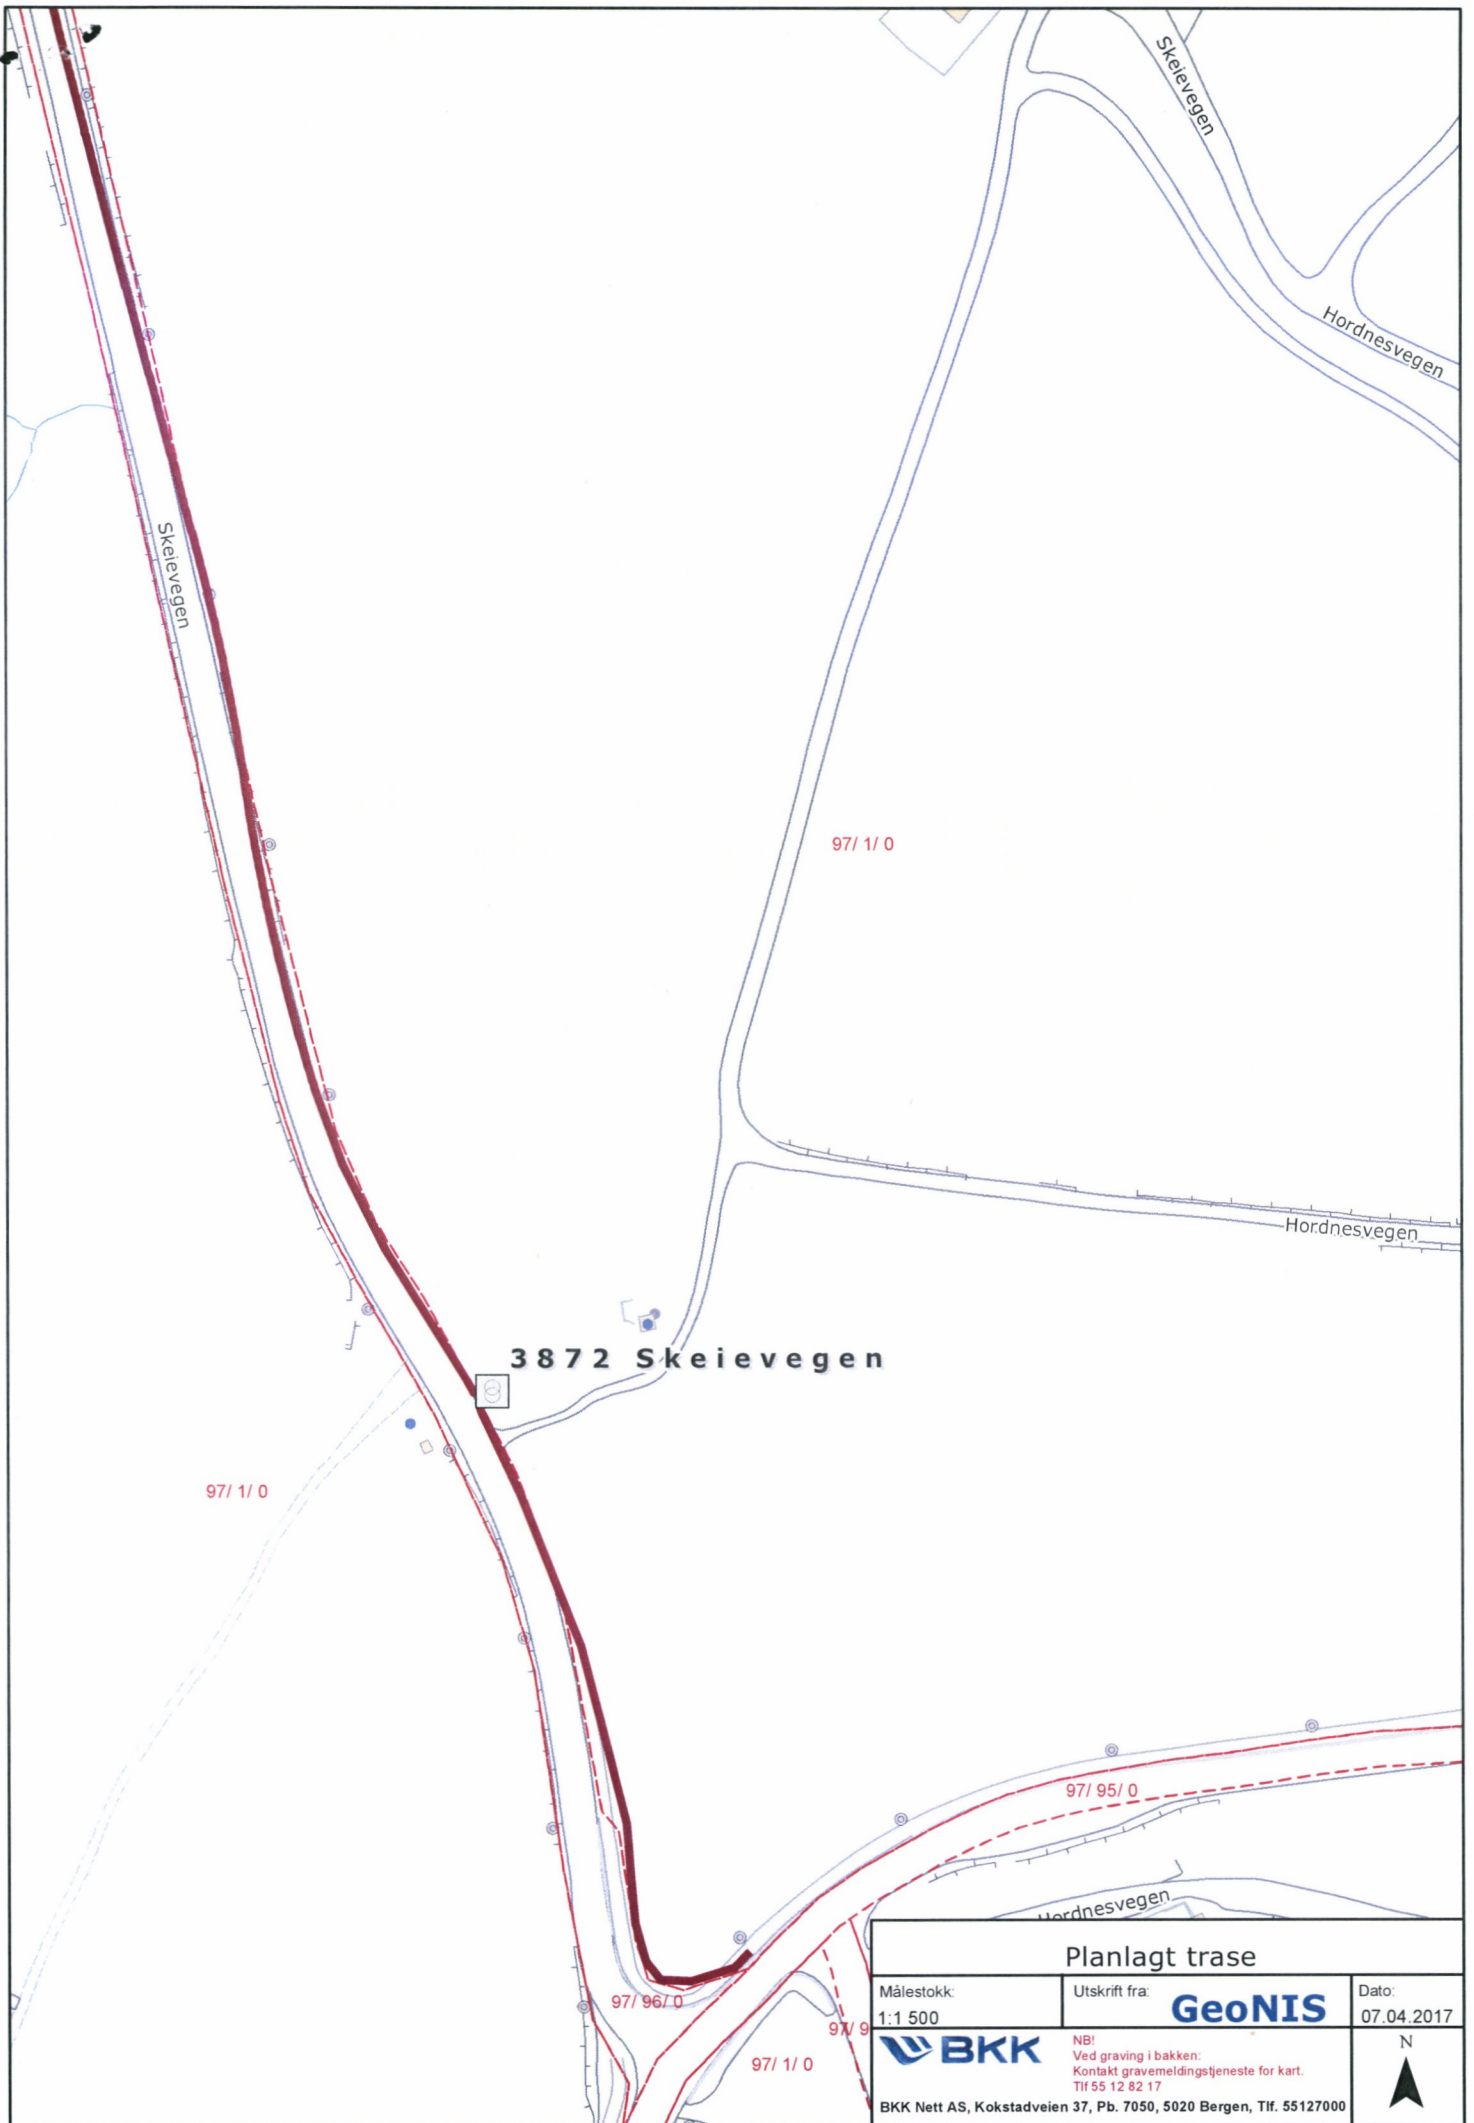 Skeievegen
Hordnesvegen
Skeievegen
97/ 1/ 0
Hordnesvegen
3872 Skeievegen
97/ 1/ 0
97/ 95/ 0
Hordnesvegen
97/ 96/ 0
97/ 9
97/ 1/ 0
Planlagt trase
Målestokk:
1:1 500
Utskrift fra:
GeoNIS
Dato:
07.04.2017
BKK
NB!
Ved graving i bakken:
Kontakt gravemeldingstjeneste for kart.
Tlf 55 12 82 17
N
BKK Nett AS, Kokstadveien 37, Pb. 7050, 5020 Bergen, Tlf. 55127000